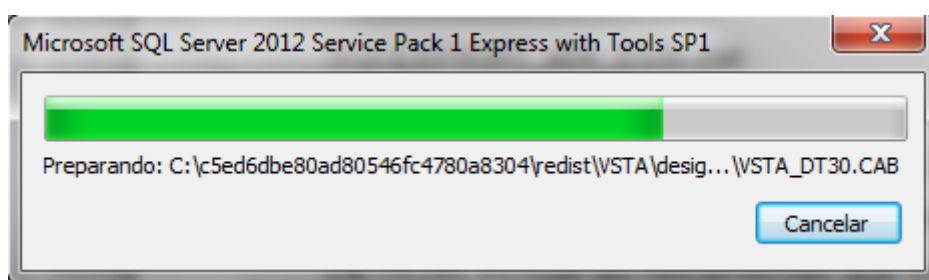 Microsoft SQL Server 2012 Service Pack 1 Express with Tools SP1
Preparando: C:\c5ed6dbe80ad80546fc4780a8304\redist\VSTA\desig...\VSTA_DT30.CAB
Cancelar